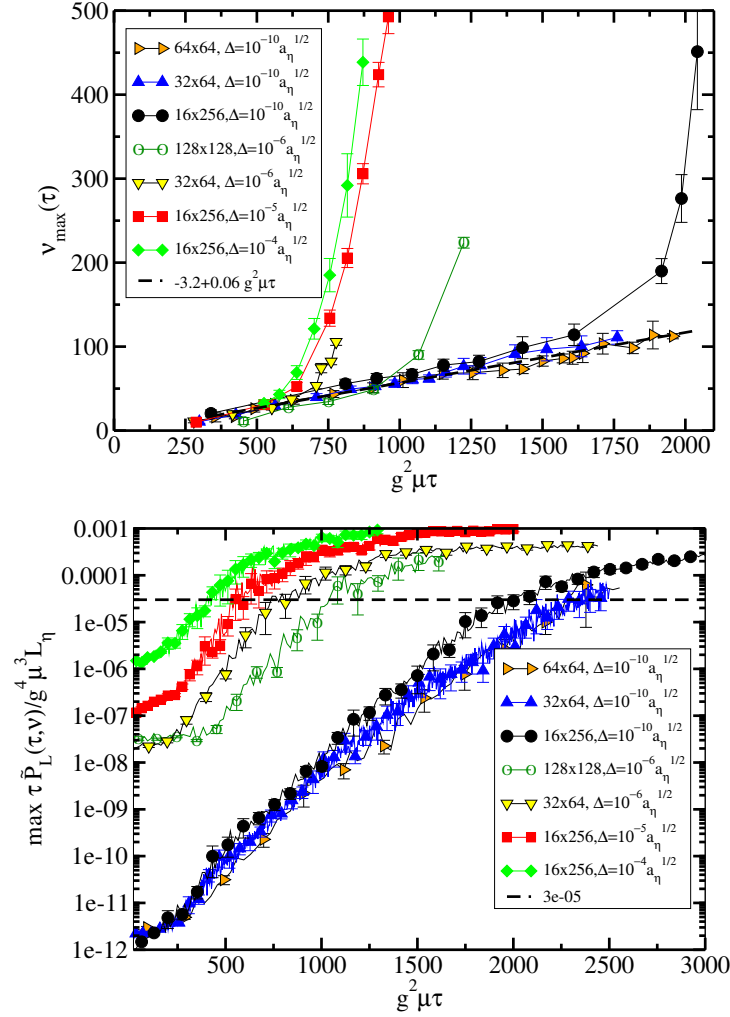 500
400
300
200
100
0
ν_max(τ)
64x64, Δ=10^{-10}a_η^{1/2}
32x64, Δ=10^{-10}a_η^{1/2}
16x256,Δ=10^{-10}a_η^{1/2}
128x128,Δ=10^{-6}a_η^{1/2}
32x64, Δ=10^{-6}a_η^{1/2}
16x256,Δ=10^{-5}a_η^{1/2}
16x256,Δ=10^{-4}a_η^{1/2}
-3.2+0.06 g^2μτ
0 250 500 750 1000 1250 1500 1750 2000
g^2μτ
0.001
0.0001
1e-05
1e-06
1e-07
1e-08
1e-09
1e-10
1e-11
1e-12
max τ P̃_L(τ,ν)/g^4 μ^3 L_η
64x64, Δ=10^{-10}a_η^{1/2}
32x64, Δ=10^{-10}a_η^{1/2}
16x256,Δ=10^{-10}a_η^{1/2}
128x128,Δ=10^{-6}a_η^{1/2}
32x64, Δ=10^{-6}a_η^{1/2}
16x256,Δ=10^{-5}a_η^{1/2}
16x256,Δ=10^{-4}a_η^{1/2}
3e-05
500 1000 1500 2000 2500 3000
g^2μτ